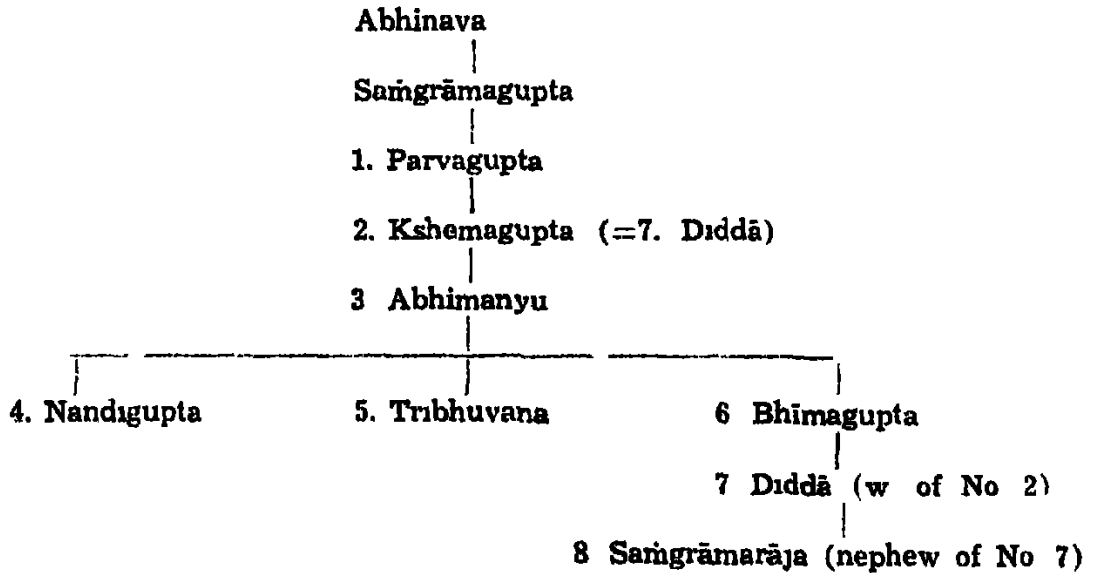 Abhinava
Saṁgrāmagupta
1. Parvagupta
2. Kshemagupta (=7. Dıddā)
3 Abhimanyu
4. Nandıgupta 5. Trıbhuvana 6 Bhīmagupta
7 Dıddā (w of No 2)
8 Saṁgrāmarāȷa (nephew of No 7)